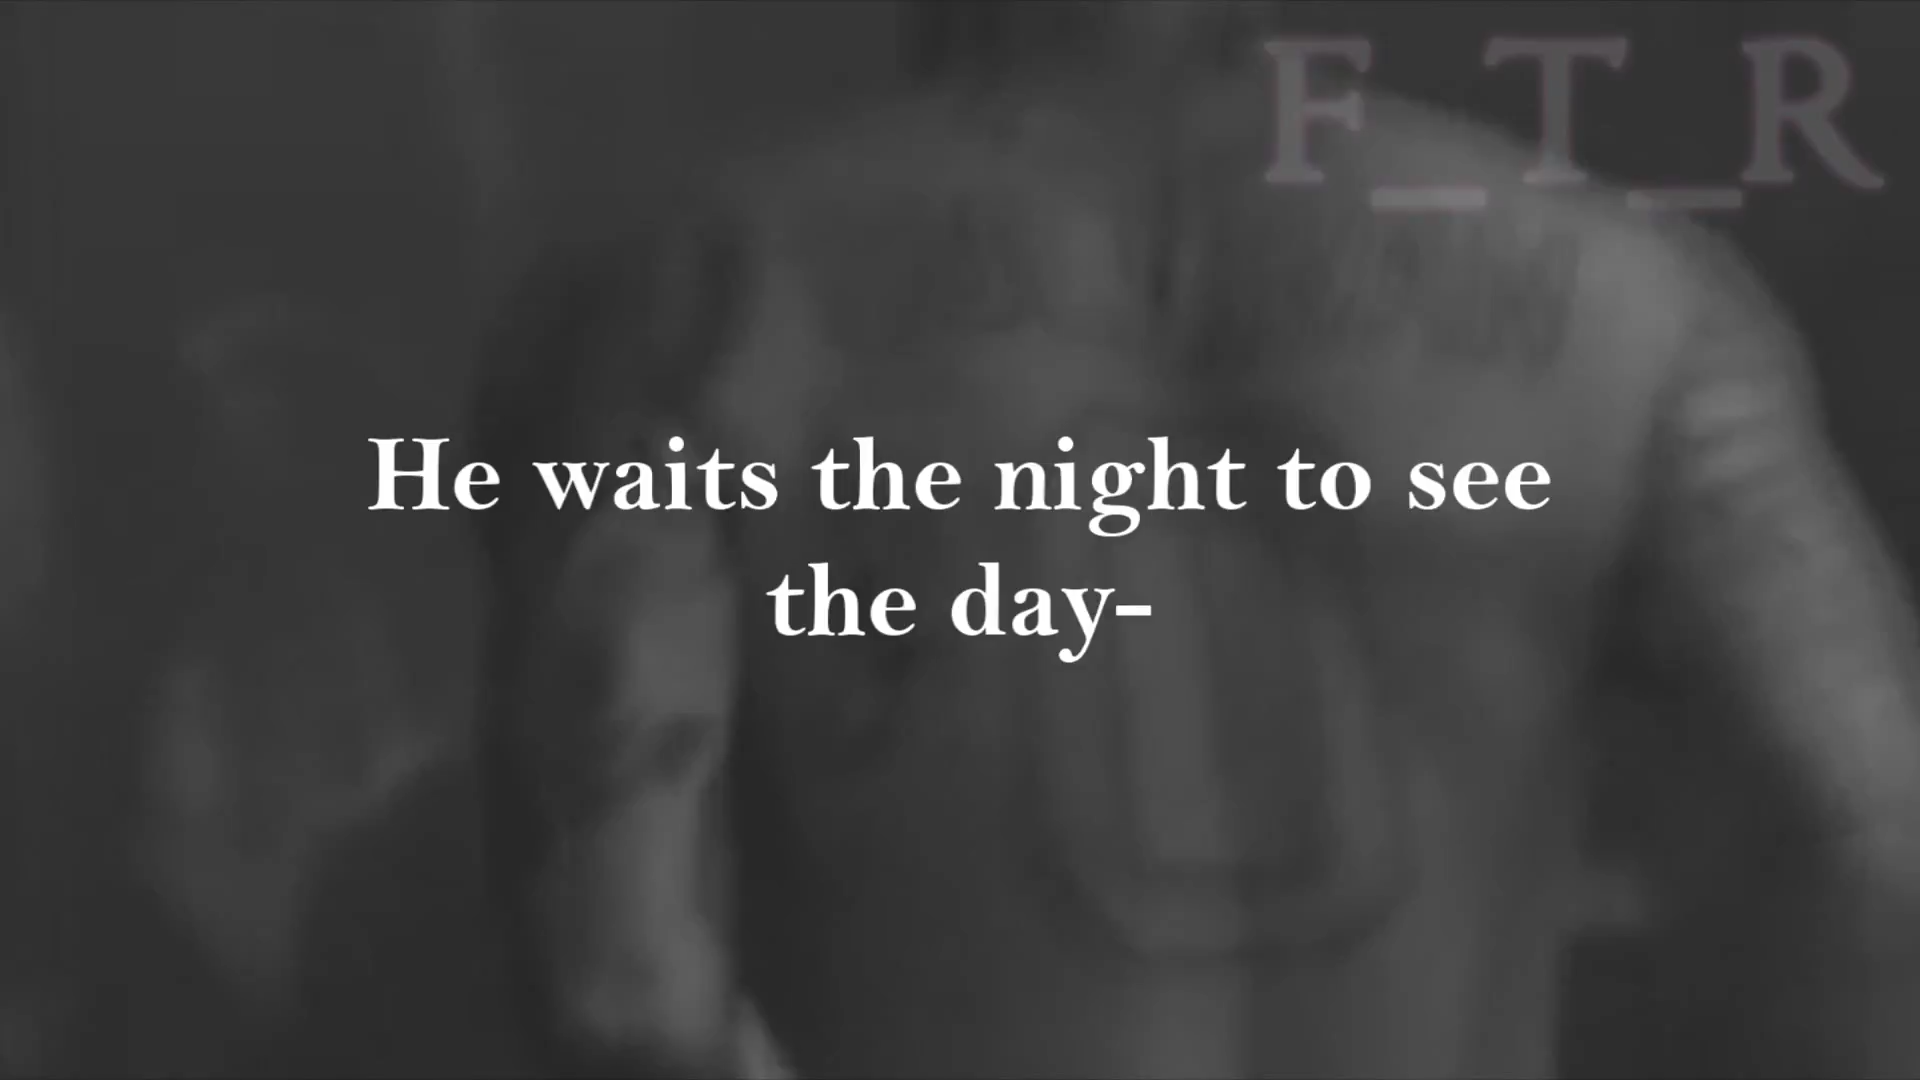 F_T_R
He waits the night to see
the day-